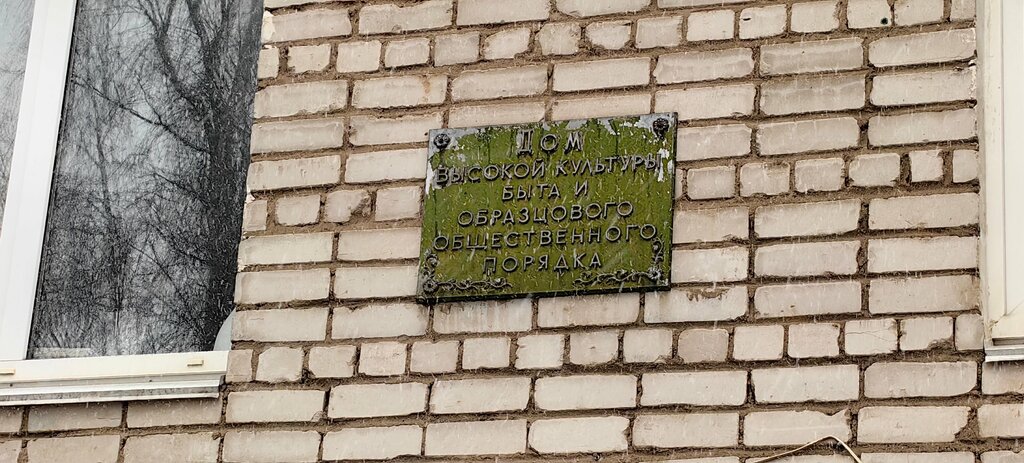 ДОМ
ВЫСОКОЙ КУЛЬТУРЫ
БЫТА И
ОБРАЗЦОВОГО
ОБЩЕСТВЕННОГО
ПОРЯДКА